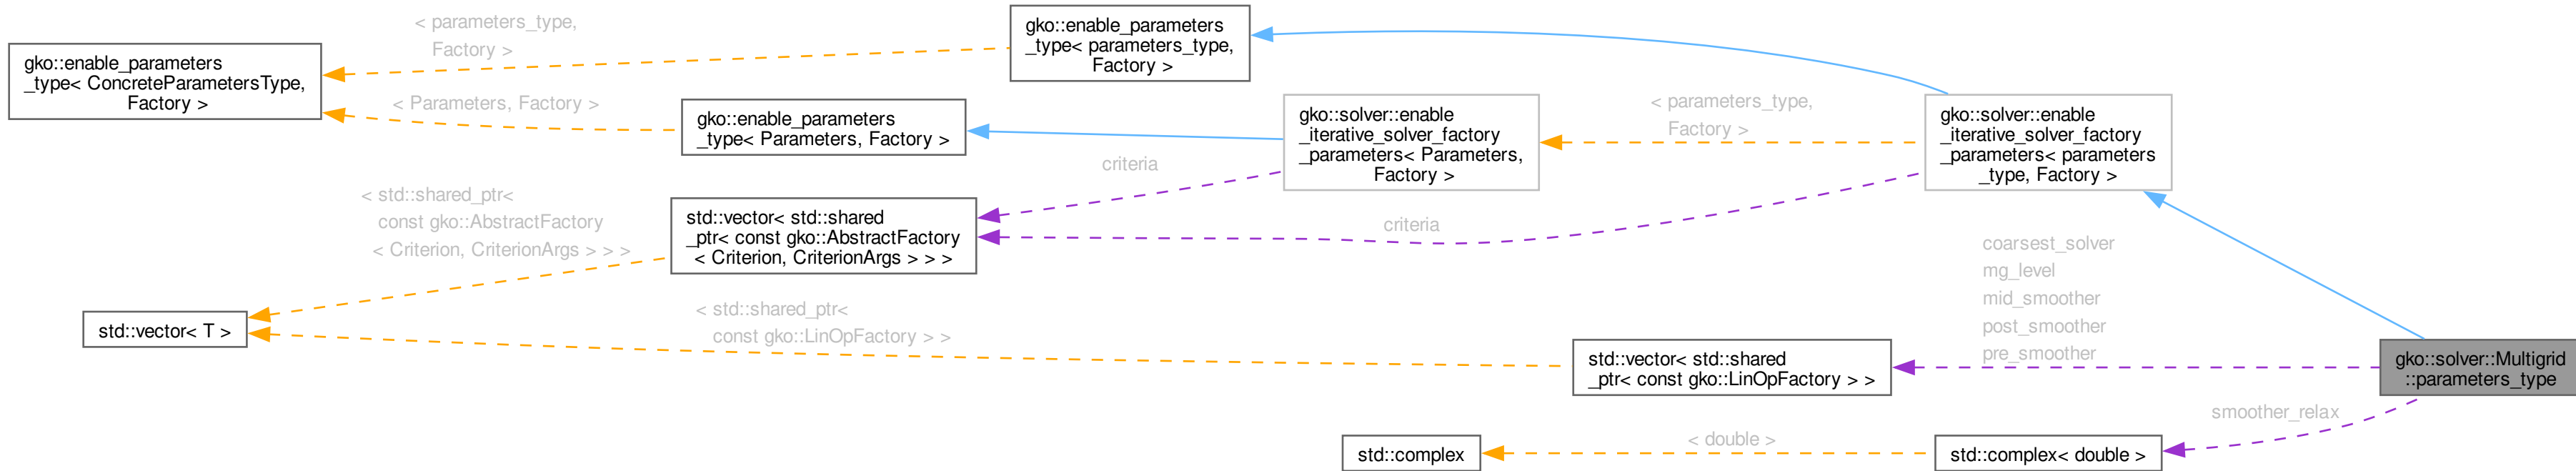 gko::enable_parameters
_type< ConcreteParametersType,
Factory >
< parameters_type,
Factory >
< Parameters, Factory >
gko::enable_parameters
_type< parameters_type,
Factory >
gko::enable_parameters
_type< Parameters, Factory >
gko::solver::enable
_iterative_solver_factory
_parameters< Parameters,
Factory >
< parameters_type,
Factory >
gko::solver::enable
_iterative_solver_factory
_parameters< parameters
_type, Factory >
criteria
criteria
< std::shared_ptr<
const gko::AbstractFactory
< Criterion, CriterionArgs > > >
std::vector< std::shared
_ptr< const gko::AbstractFactory
< Criterion, CriterionArgs > > >
std::vector< T >
< std::shared_ptr<
const gko::LinOpFactory > >
std::vector< std::shared
_ptr< const gko::LinOpFactory > >
coarsest_solver
mg_level
mid_smoother
post_smoother
pre_smoother
gko::solver::Multigrid
::parameters_type
smoother_relax
std::complex
< double >
std::complex< double >